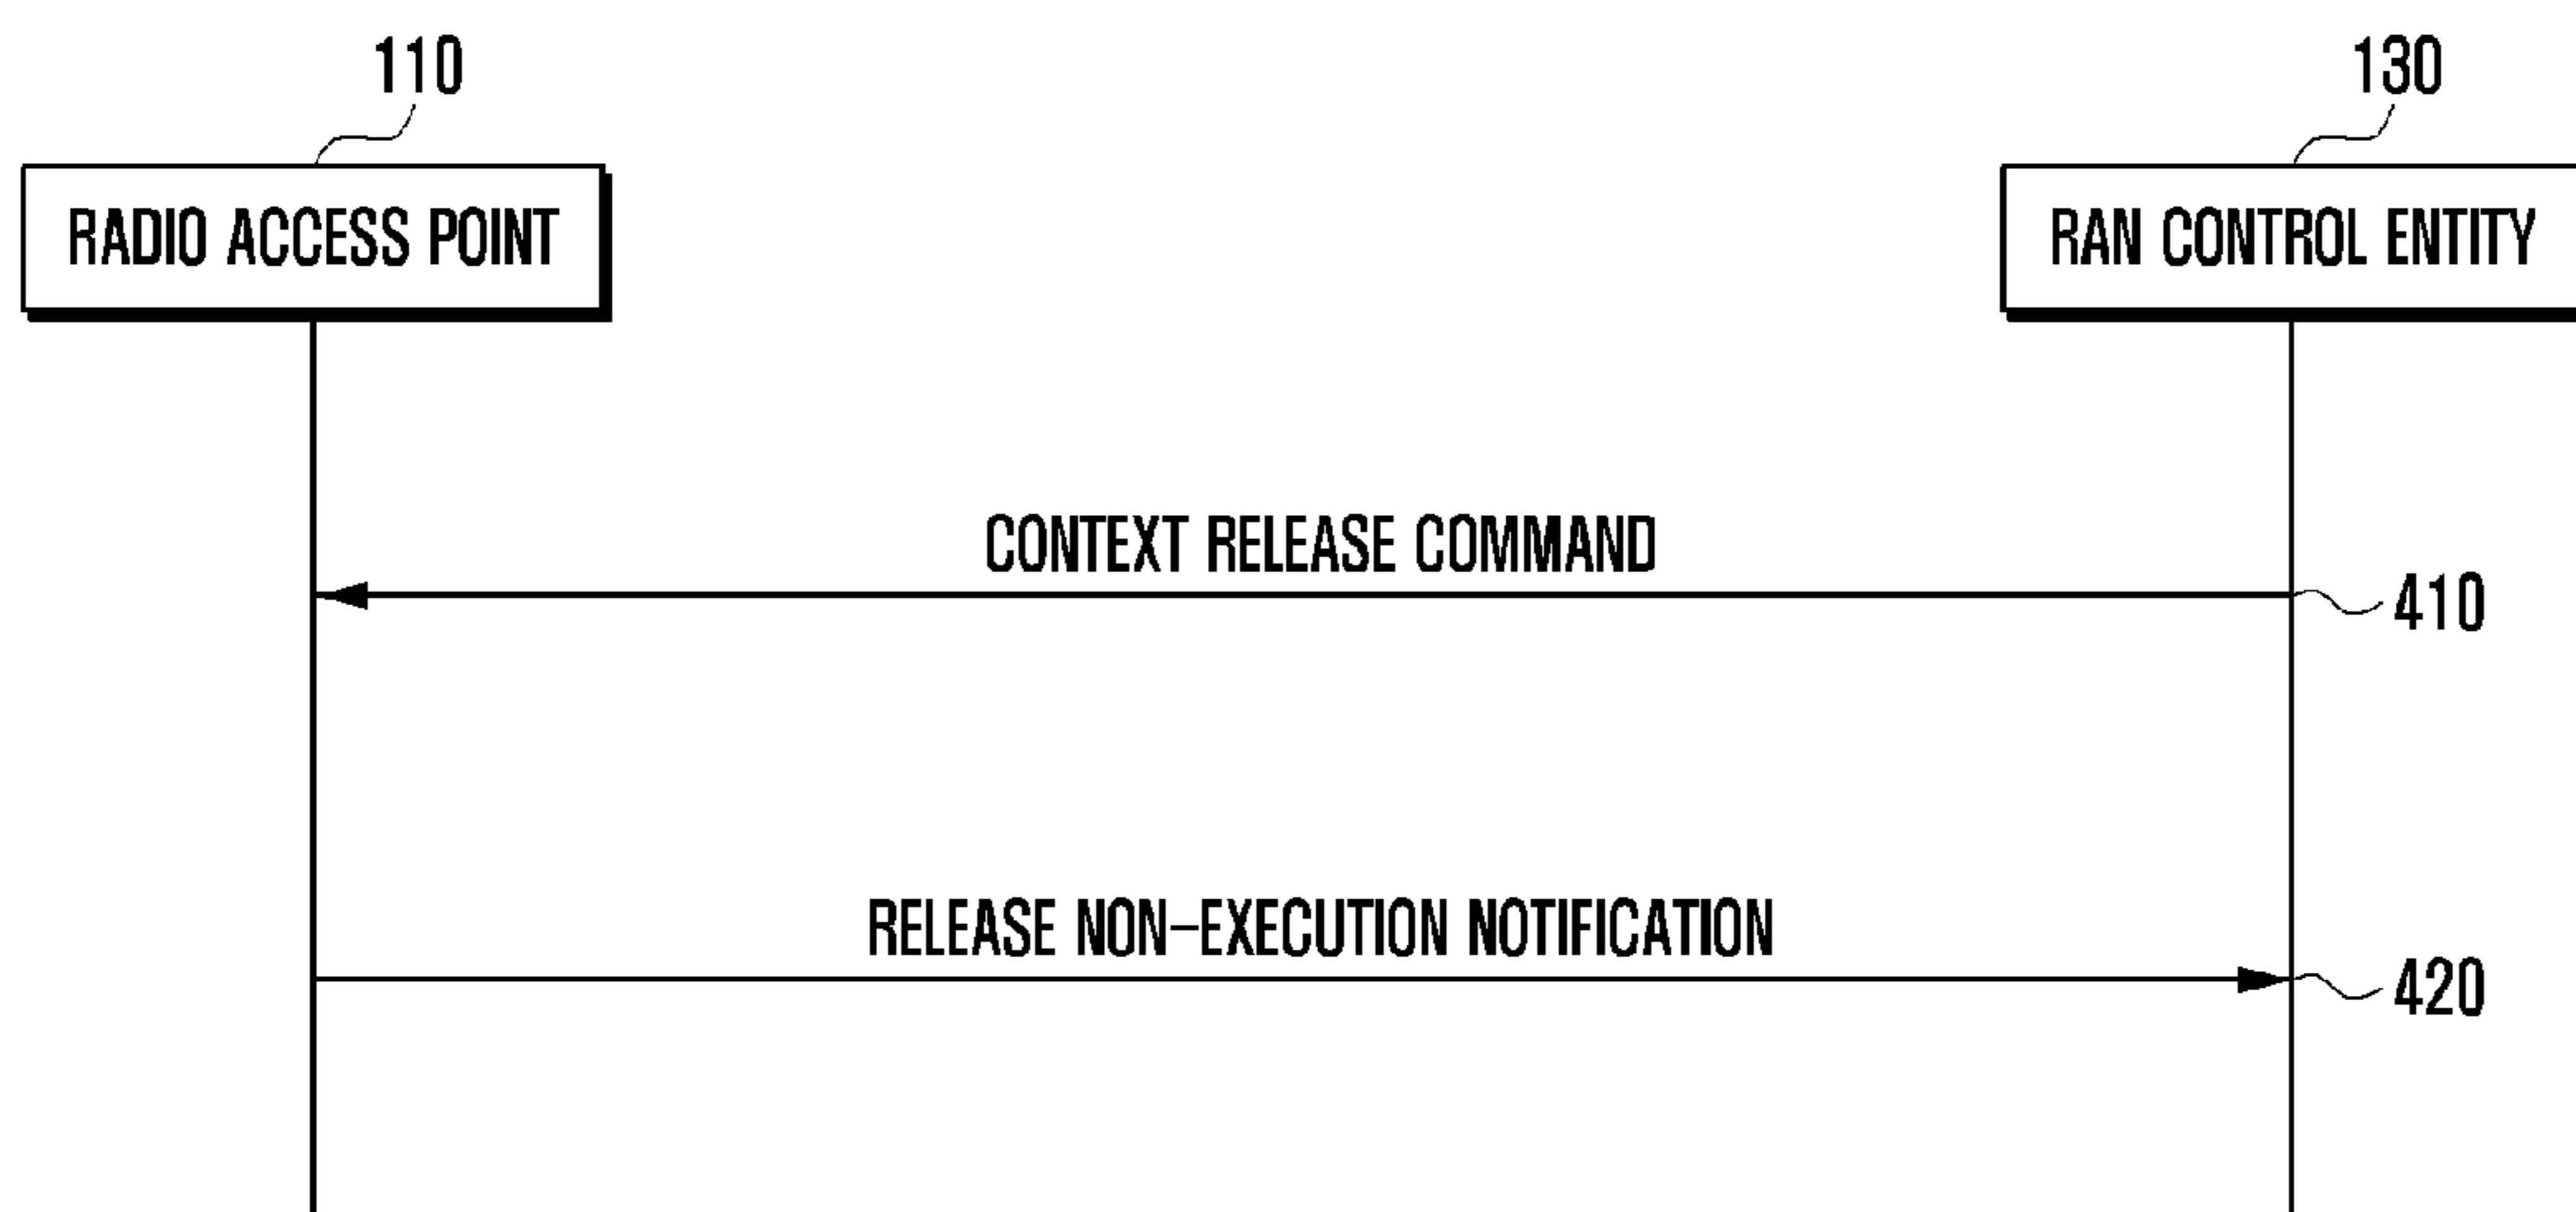 110
130
RADIO ACCESS POINT
RAN CONTROL ENTITY
CONTEXT RELEASE COMMAND
410
RELEASE NON-EXECUTION NOTIFICATION
420